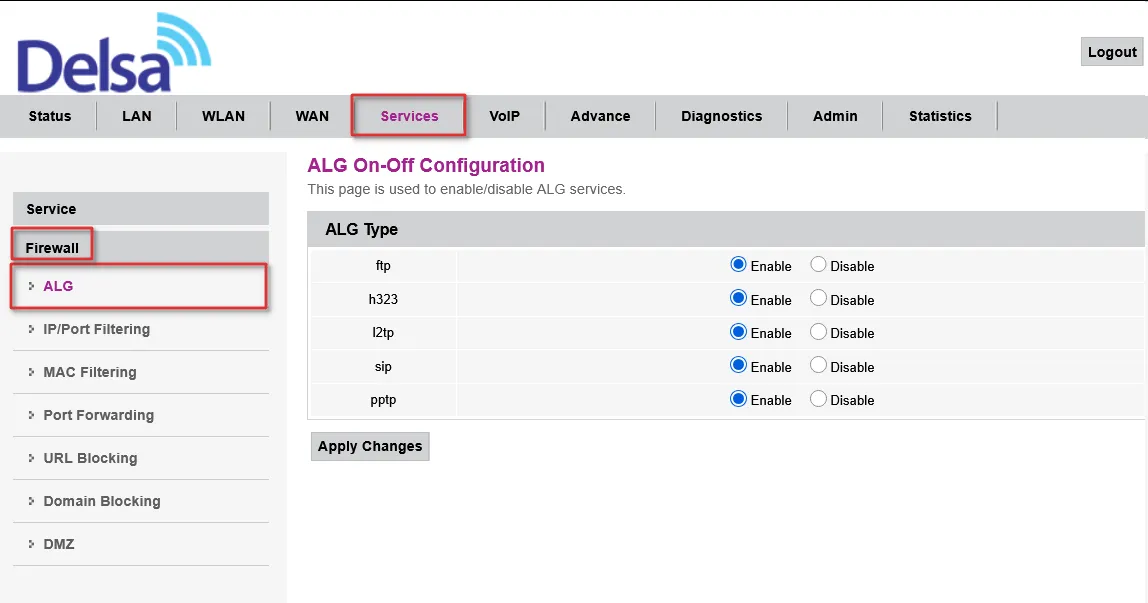 Delsa
Logout
Status LAN WLAN WAN Services VoIP Advance Diagnostics Admin Statistics
Service
Firewall
ALG
IP/Port Filtering
MAC Filtering
Port Forwarding
URL Blocking
Domain Blocking
DMZ
ALG On-Off Configuration
This page is used to enable/disable ALG services.
ALG Type
ftp Enable Disable
h323 Enable Disable
l2tp Enable Disable
sip Enable Disable
pptp Enable Disable
Apply Changes